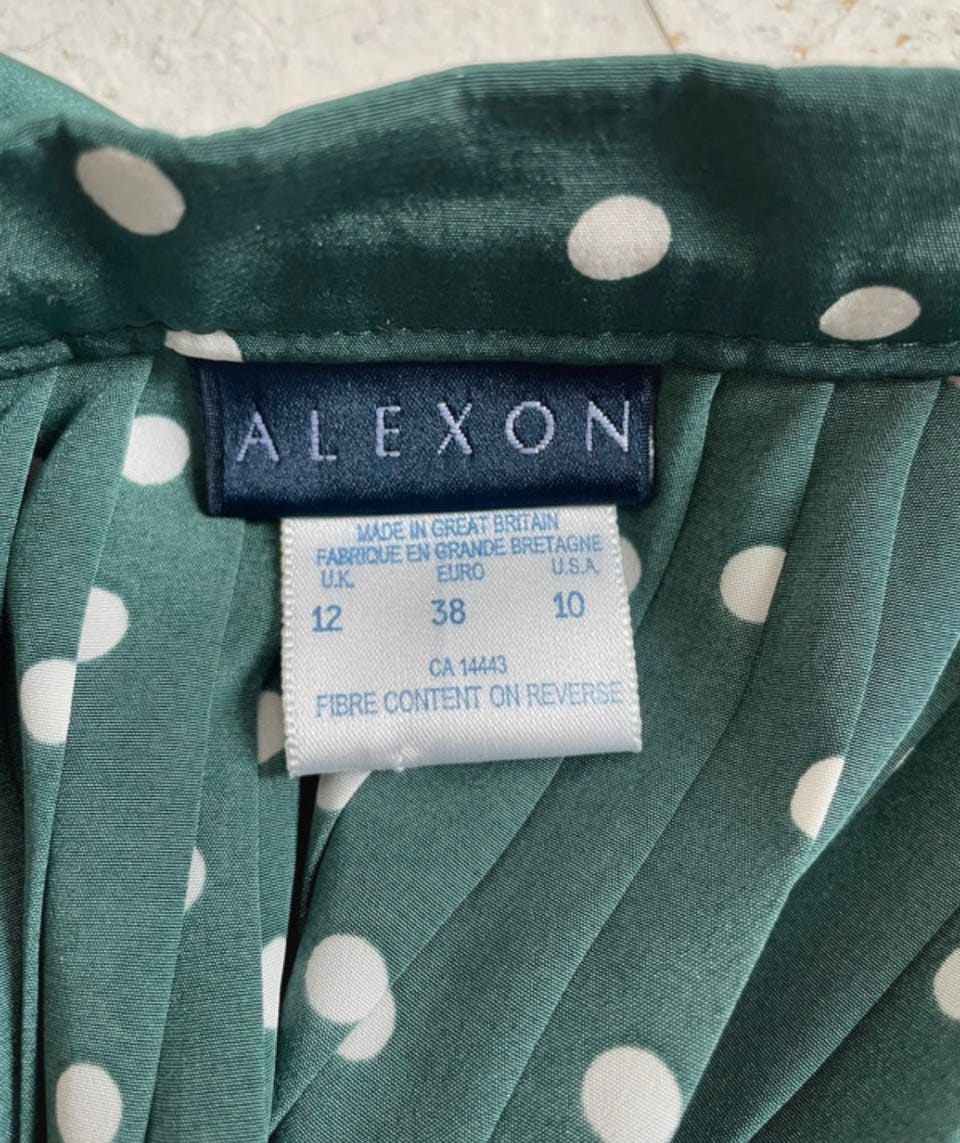 ALEXON
MADE IN GREAT BRITAIN
FABRIQUE EN GRANDE BRETAGNE
U.K. EURO U.S.A.
12 38 10
CA 14443
FIBRE CONTENT ON REVERSE